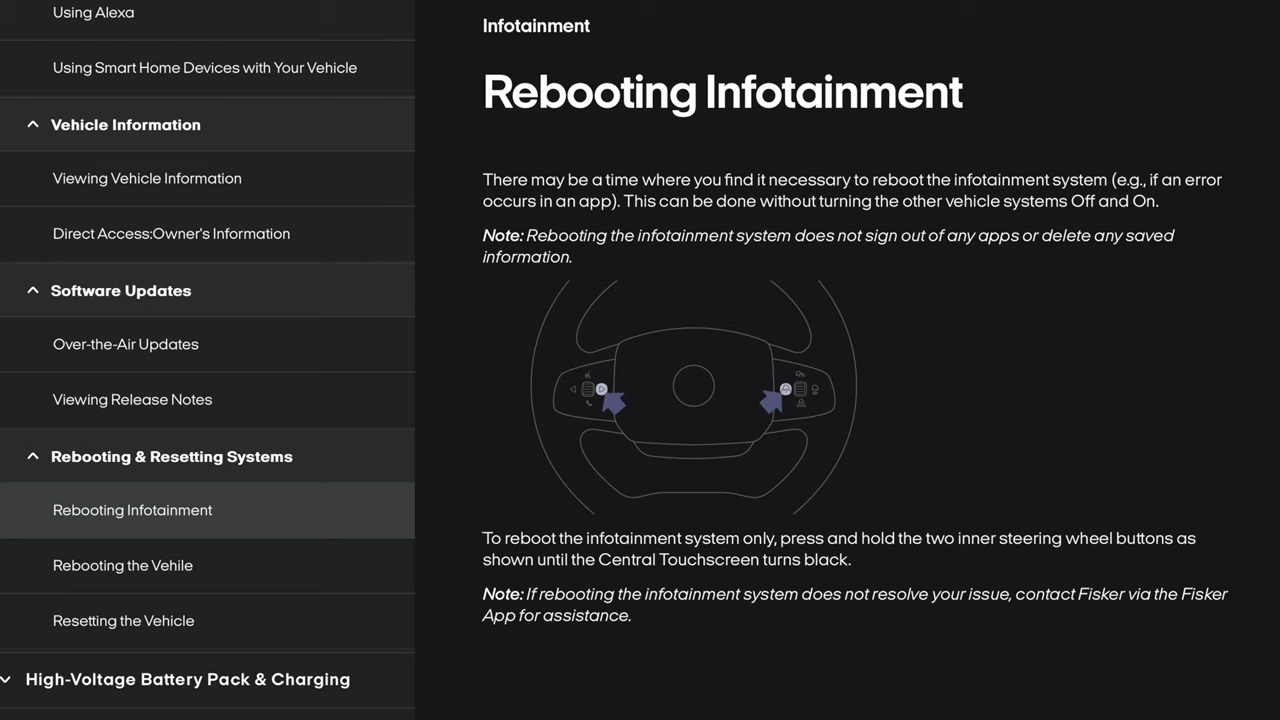 Using Alexa
Using Smart Home Devices with Your Vehicle
Vehicle Information
Viewing Vehicle Information
Direct Access:Owner's Information
Software Updates
Over-the-Air Updates
Viewing Release Notes
Rebooting & Resetting Systems
Rebooting Infotainment
Rebooting the Vehile
Resetting the Vehicle
High-Voltage Battery Pack & Charging
Infotainment
Rebooting Infotainment
There may be a time where you find it necessary to reboot the infotainment system (e.g., if an error
occurs in an app). This can be done without turning the other vehicle systems Off and On.
Note: Rebooting the infotainment system does not sign out of any apps or delete any saved
information.
To reboot the infotainment system only, press and hold the two inner steering wheel buttons as
shown until the Central Touchscreen turns black.
Note: If rebooting the infotainment system does not resolve your issue, contact Fisker via the Fisker
App for assistance.